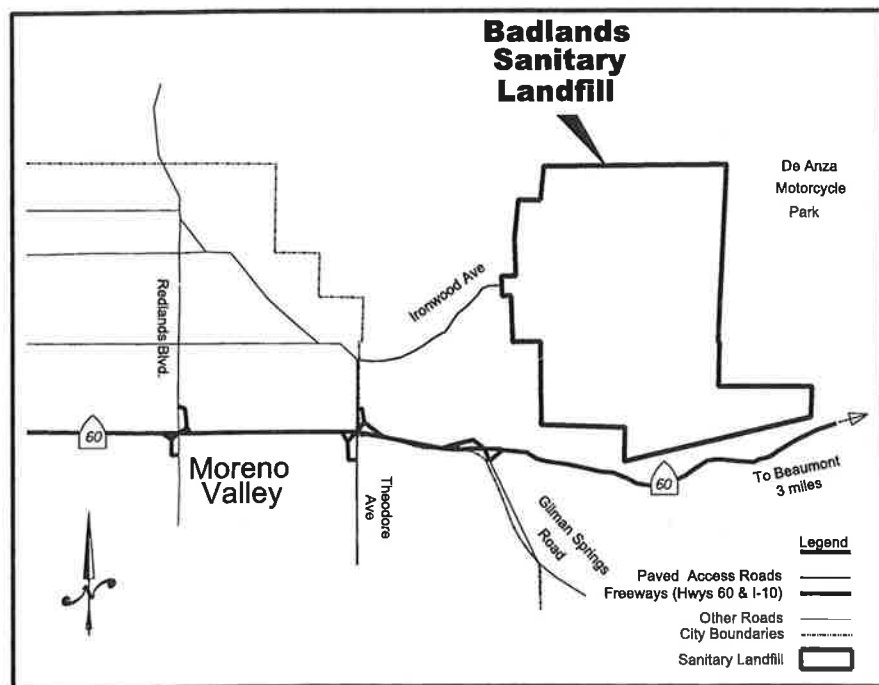 Badlands
Sanitary
Landfill
De Anza
Motorcycle
Park
Ironwood Ave
Redlands Blvd.
60
Moreno
Valley
Theodore
Ave
Gilman Springs
Road
60
To Beaumont
3 miles
N
Legend
Paved Access Roads
Freeways (Hwys 60 & I-10)
Other Roads
City Boundaries
Sanitary Landfill